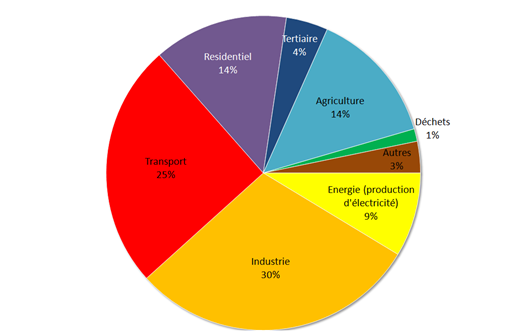 Tertiaire
4%
Residentiel
14%
Agriculture
14%
Déchets
1%
Autres
3%
Transport
25%
Energie (production
d'électricité)
9%
Industrie
30%